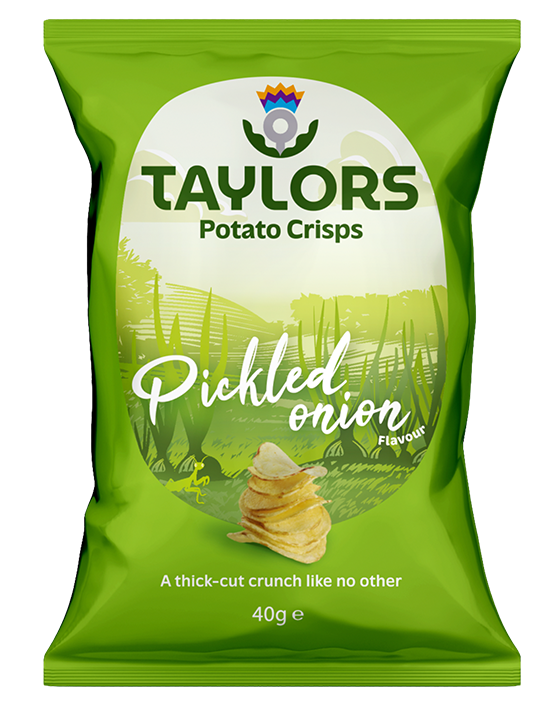 TAYLORS
Potato Crisps
Pickled
onion
Flavour
A thick-cut crunch like no other
40g ℮